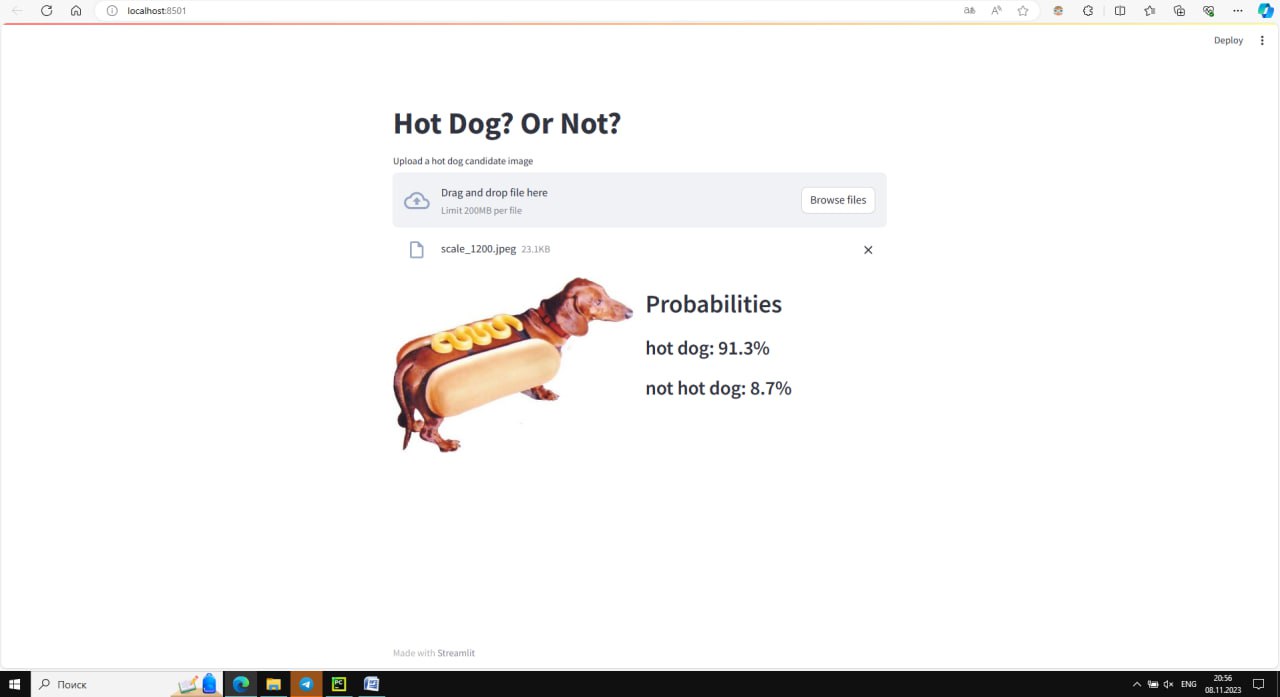 localhost:8501
Deploy
Hot Dog? Or Not?
Upload a hot dog candidate image
Drag and drop file here
Limit 200MB per file
Browse files
scale_1200.jpeg 23.1KB
Probabilities
hot dog: 91.3%
not hot dog: 8.7%
Made with Streamlit
Поиск
PC
ENG
20:56
08.11.2023